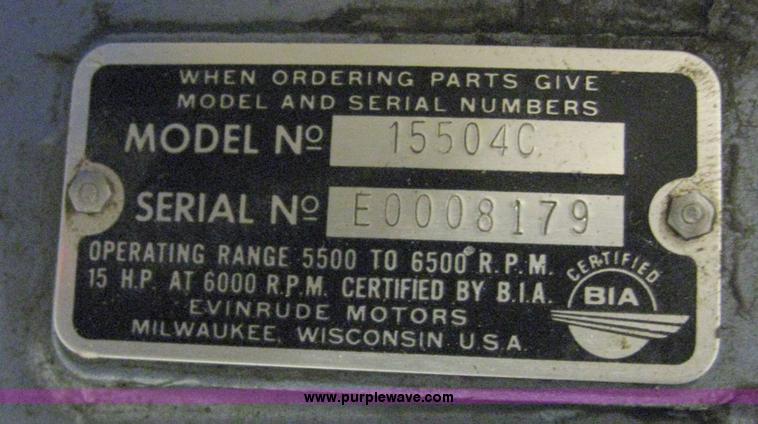 WHEN ORDERING PARTS GIVE
MODEL AND SERIAL NUMBERS
MODEL Nº 15504C
SERIAL Nº E0008179
OPERATING RANGE 5500 TO 6500 R.P.M.
15 H.P. AT 6000 R.P.M. CERTIFIED BY B.I.A.
EVINRUDE MOTORS
MILWAUKEE, WISCONSIN. U.S.A.
CERTIFIED
BIA
www.purplewave.com